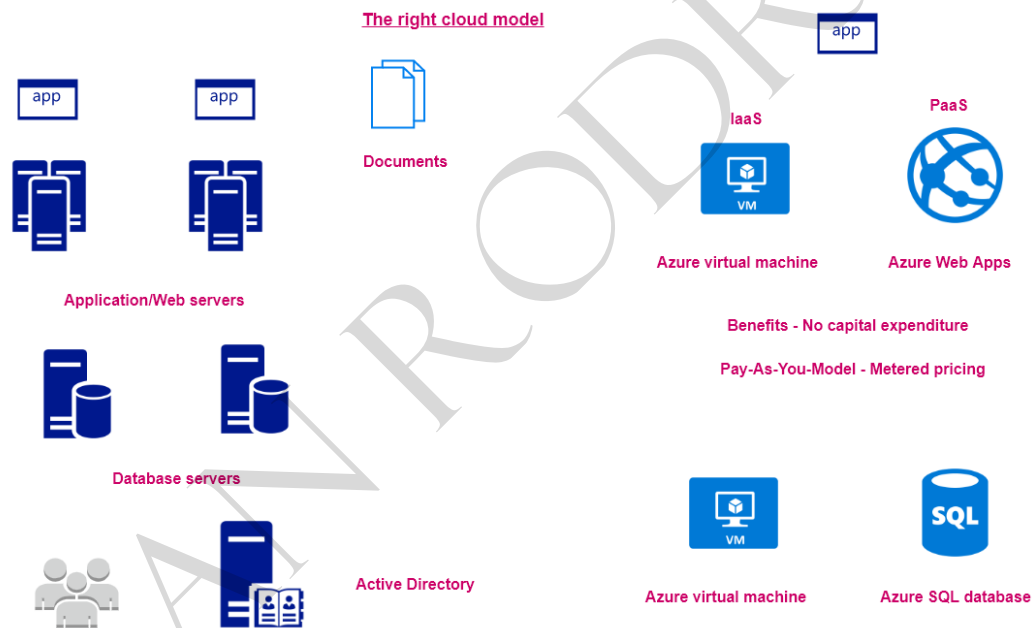 The right cloud model
app
app
app
Documents
IaaS
PaaS
VM
Azure virtual machine
Azure Web Apps
Application/Web servers
Benefits - No capital expenditure
Pay-As-You-Model - Metered pricing
Database servers
VM
SQL
Active Directory
Azure virtual machine
Azure SQL database
AN RODR